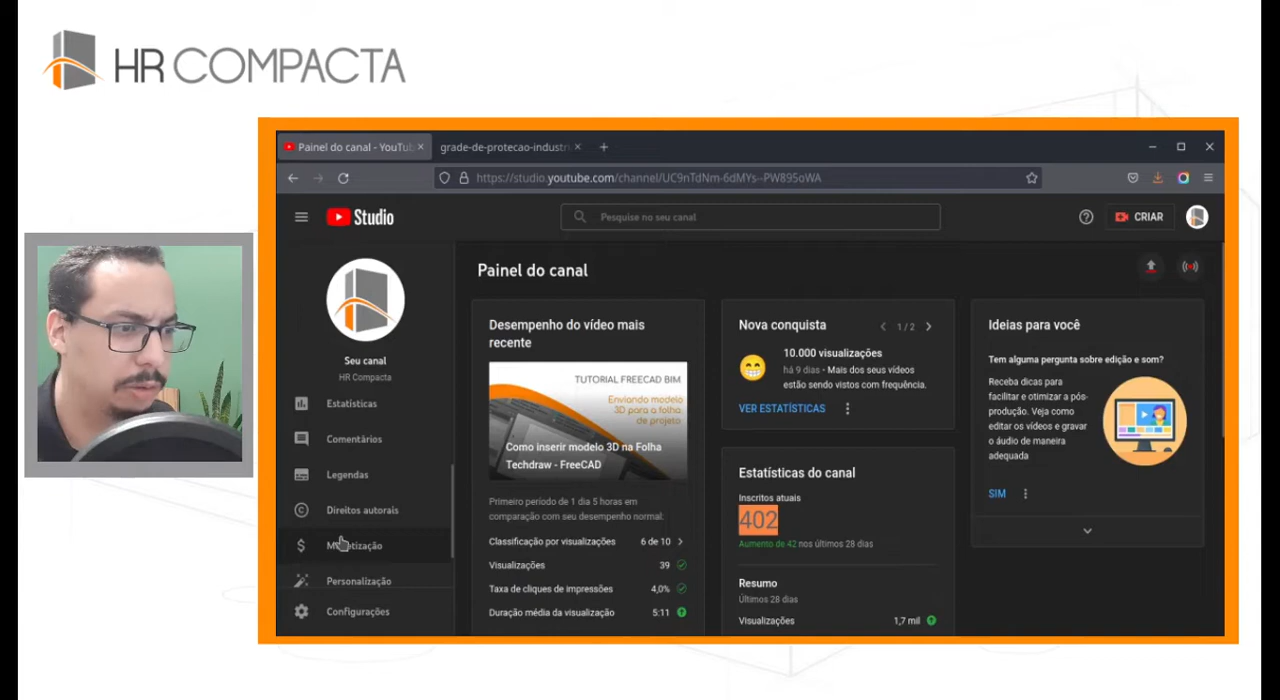 HR COMPACTA
Painel do canal - YouTub
grade-de-protecao-industri
https://studio.youtube.com/channel/UC9nTdNm-6dMYs--PW895oWA
Studio
Pesquise no seu canal
CRIAR
Seu canal
HR Compacta
Estatísticas
Comentários
Legendas
Direitos autorais
Personalização
Configurações
Painel do canal
Desempenho do vídeo mais
recente
TUTORIAL FREECAD BIM
Enviando modelo
3D para a folha
de projeto
Como inserir modelo 3D na Folha
Techdraw - FreeCAD
Primeiro período de 1 dia 5 horas em
comparação com seu desempenho normal:
Classificação por visualizações 6 de 10
Visualizações 39
Taxa de cliques de impressões 4,0%
Duração média da visualização 5:11
Nova conquista 1 / 2
10.000 visualizações
há 9 dias • Mais dos seus vídeos
estão sendo vistos com frequência.
VER ESTATÍSTICAS
Estatísticas do canal
Inscritos atuais
402
Aumento de 42 nos últimos 28 dias
Resumo
Últimos 28 dias
Visualizações 1,7 mil
Ideias para você
Tem alguma pergunta sobre edição e som?
Receba dicas para
facilitar e otimizar a pós-
produção. Veja como
editar os vídeos e gravar
o áudio de maneira
adequada
SIM